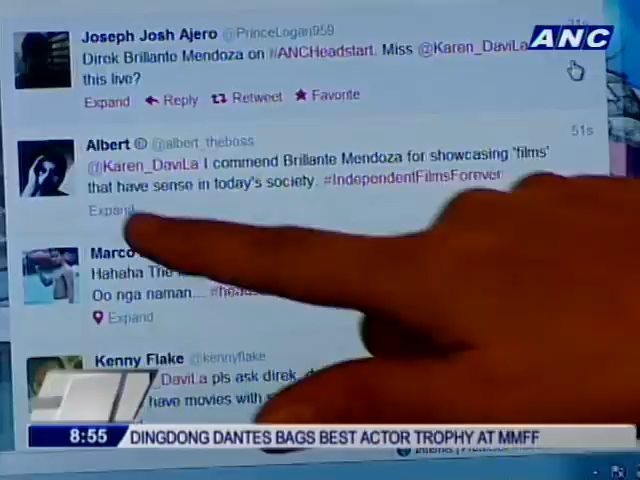 ANC
Joseph Josh Ajero @PrinceLogan959
Direk Brillante Mendoza on #ANCHeadstart. Miss @Karen_DaviLa
this live?
Expand Reply Retweet Favorite
Albert @albert_theboss 51s
@Karen_DaviLa I commend Brillante Mendoza for showcasing 'films'
that have sense in today's society. #IndependentFilmsForever
Expand
Marco
Hahaha The
Oo nga naman...
Expand
Kenny Flake @kennyflake
_DaviLa pls ask direk
have movies with
8:55 DINGDONG DANTES BAGS BEST ACTOR TROPHY AT MMFF